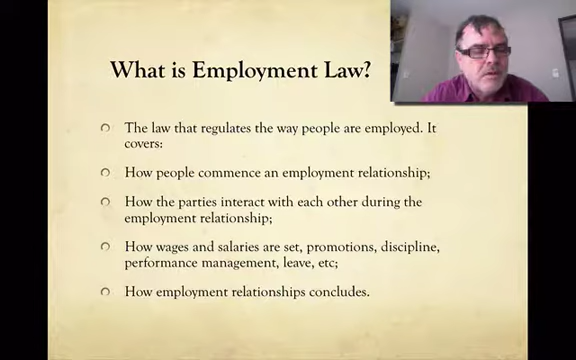 What is Employment Law?
The law that regulates the way people are employed. It
covers:
How people commence an employment relationship;
How the parties interact with each other during the
employment relationship;
How wages and salaries are set, promotions, discipline,
performance management, leave, etc;
How employment relationships concludes.